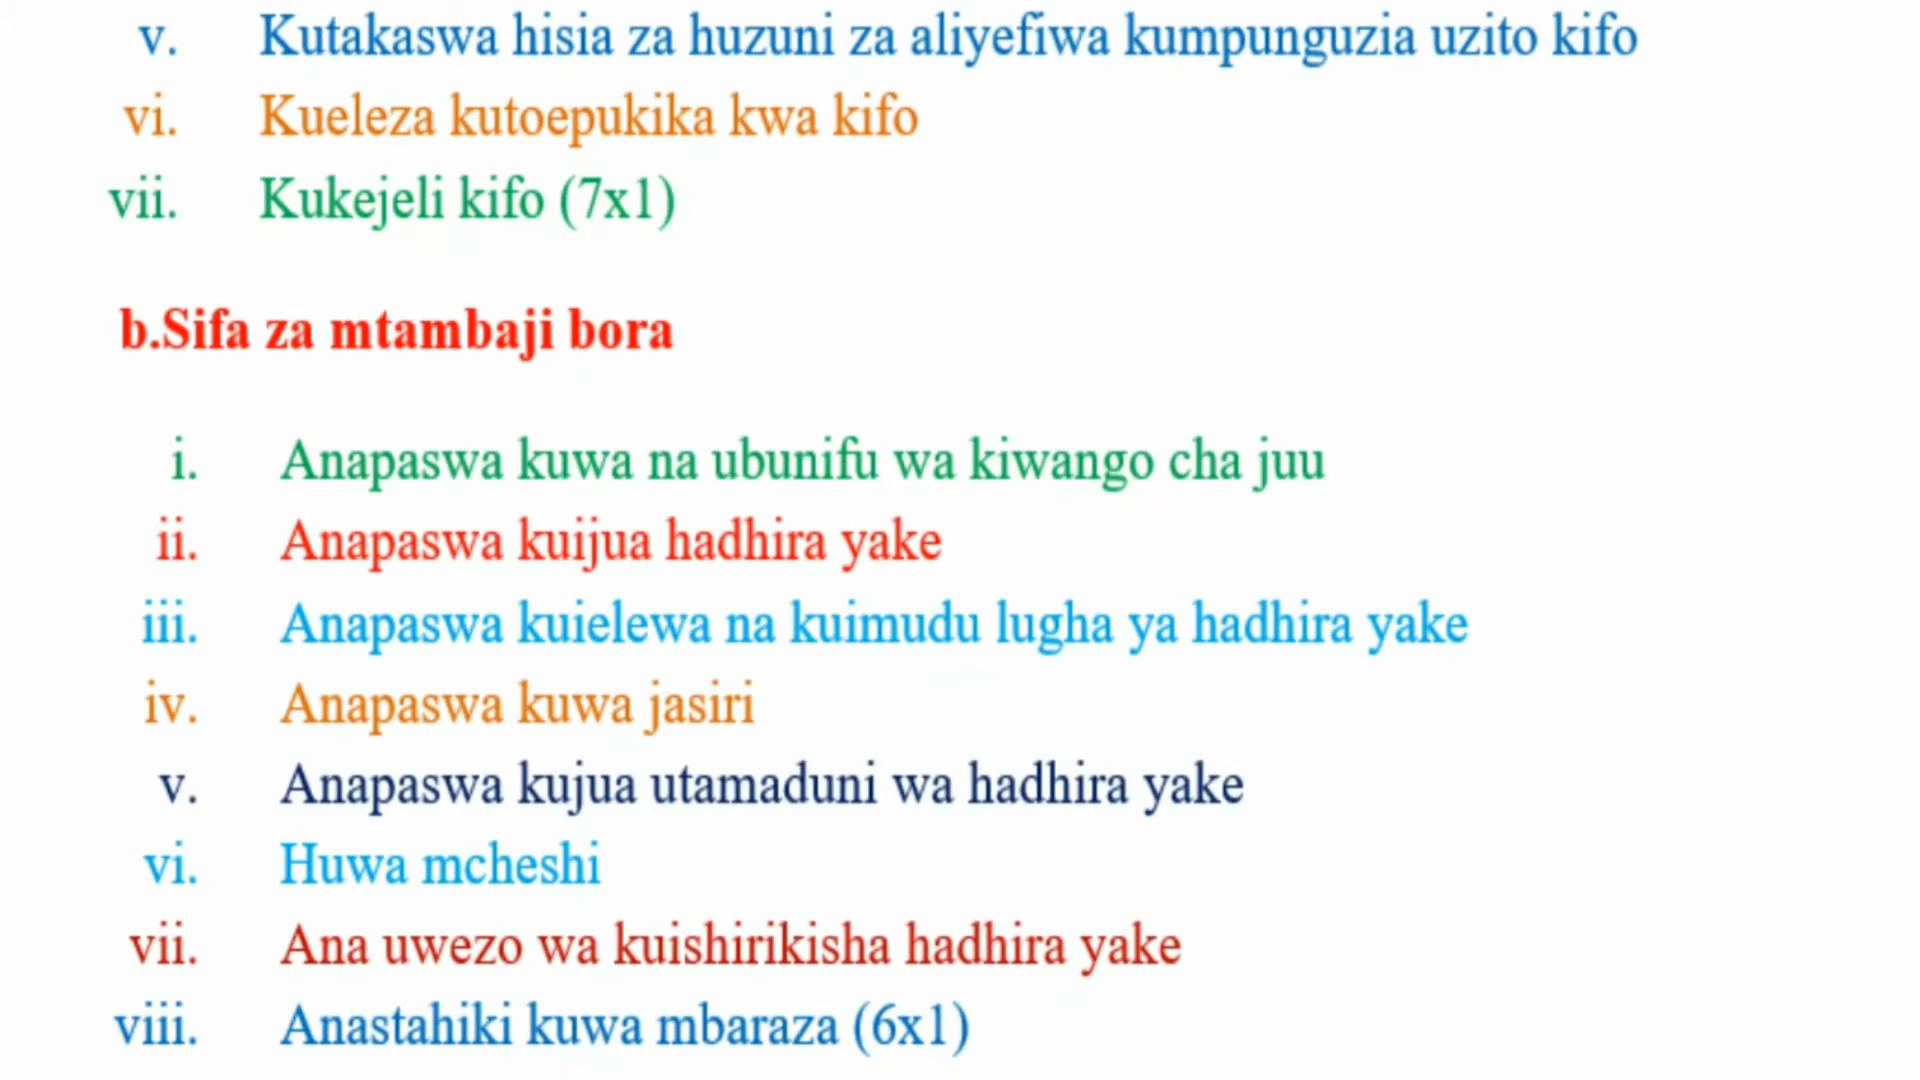 v. Kutakaswa hisia za huzuni za aliyefiwa kumpunguzia uzito kifo
vi. Kueleza kutoepukika kwa kifo
vii. Kukejeli kifo (7x1)
b.Sifa za mtambaji bora
i. Anapaswa kuwa na ubunifu wa kiwango cha juu
ii. Anapaswa kuijua hadhira yake
iii. Anapaswa kuielewa na kuimudu lugha ya hadhira yake
iv. Anapaswa kuwa jasiri
v. Anapaswa kujua utamaduni wa hadhira yake
vi. Huwa mcheshi
vii. Ana uwezo wa kuishirikisha hadhira yake
viii. Anastahiki kuwa mbaraza (6x1)